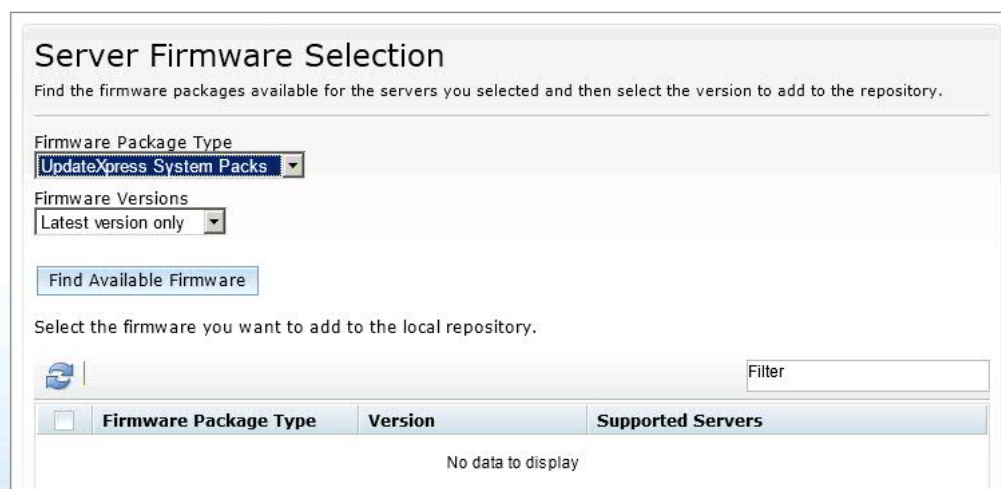 Server Firmware Selection
Find the firmware packages available for the servers you selected and then select the version to add to the repository.
Firmware Package Type
UpdateXpress System Packs
Firmware Versions
Latest version only
Find Available Firmware
Select the firmware you want to add to the local repository.
Filter
Firmware Package Type Version Supported Servers
No data to display